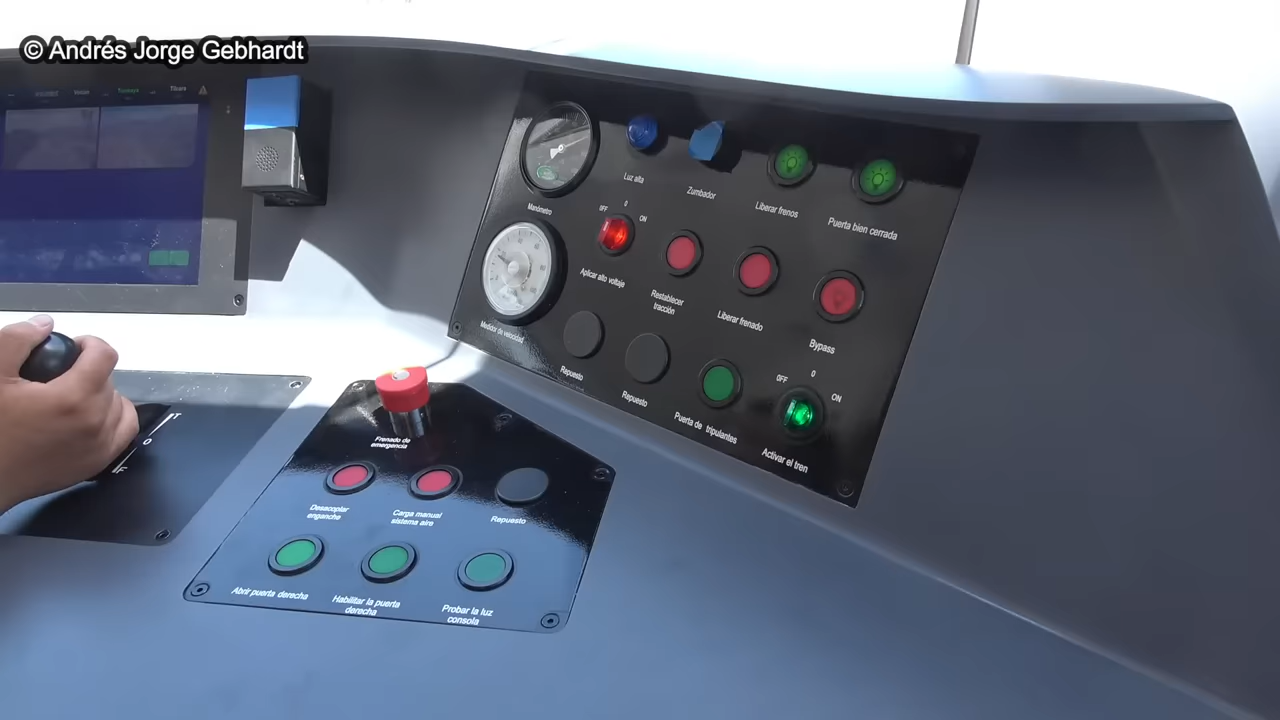 © Andrés Jorge Gebhardt
Tilcara
Manómetro
Luz alta
Zumbador
Liberar frenos
Puerta bien cerrada
OFF 0 ON
Medidor de velocidad
Aplicar alto voltaje
Restablecer
tracción
Liberar frenado
Bypass
Repuesto
Repuesto
Puerta de tripulantes
OFF 0 ON
Activar el tren
T
0
F
Frenado de
emergencia
Desacoplar
enganche
Carga manual
sistema aire
Repuesto
Abrir puerta derecha
Habilitar la puerta
derecha
Probar la luz
consola